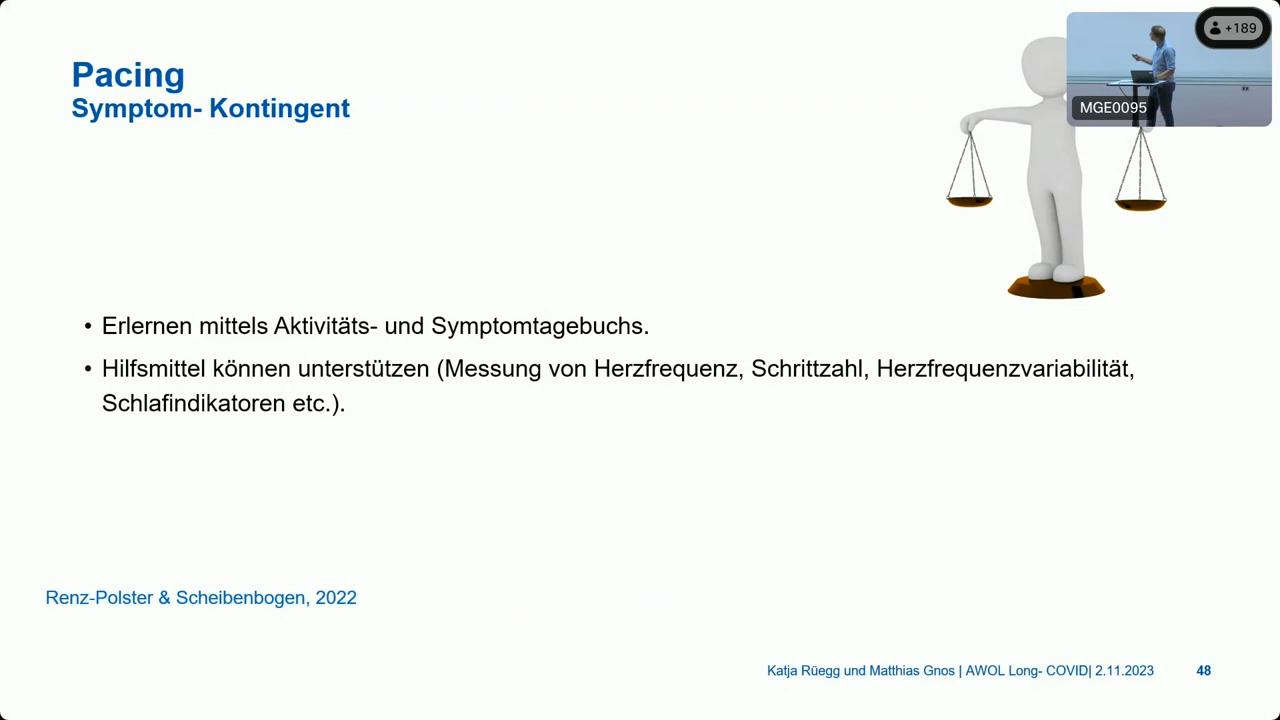 Pacing
Symptom- Kontingent
+189
MGE0095
• Erlernen mittels Aktivitäts- und Symptomtagebuchs.
• Hilfsmittel können unterstützen (Messung von Herzfrequenz, Schrittzahl, Herzfrequenzvariabilität,
Schlafindikatoren etc.).
Renz-Polster & Scheibenbogen, 2022
Katja Rüegg und Matthias Gnos | AWOL Long- COVID| 2.11.2023
48